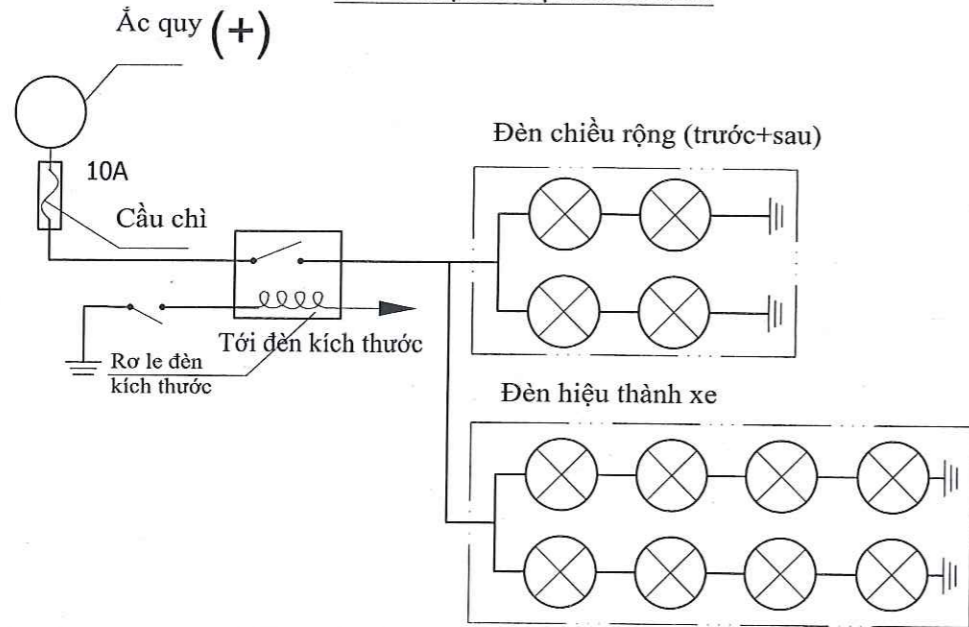 Ắc quy (+)
10A
Cầu chì
Đèn chiều rộng (trước+sau)
Tới đèn kích thước
Rơ le đèn
kích thước
Đèn hiệu thành xe